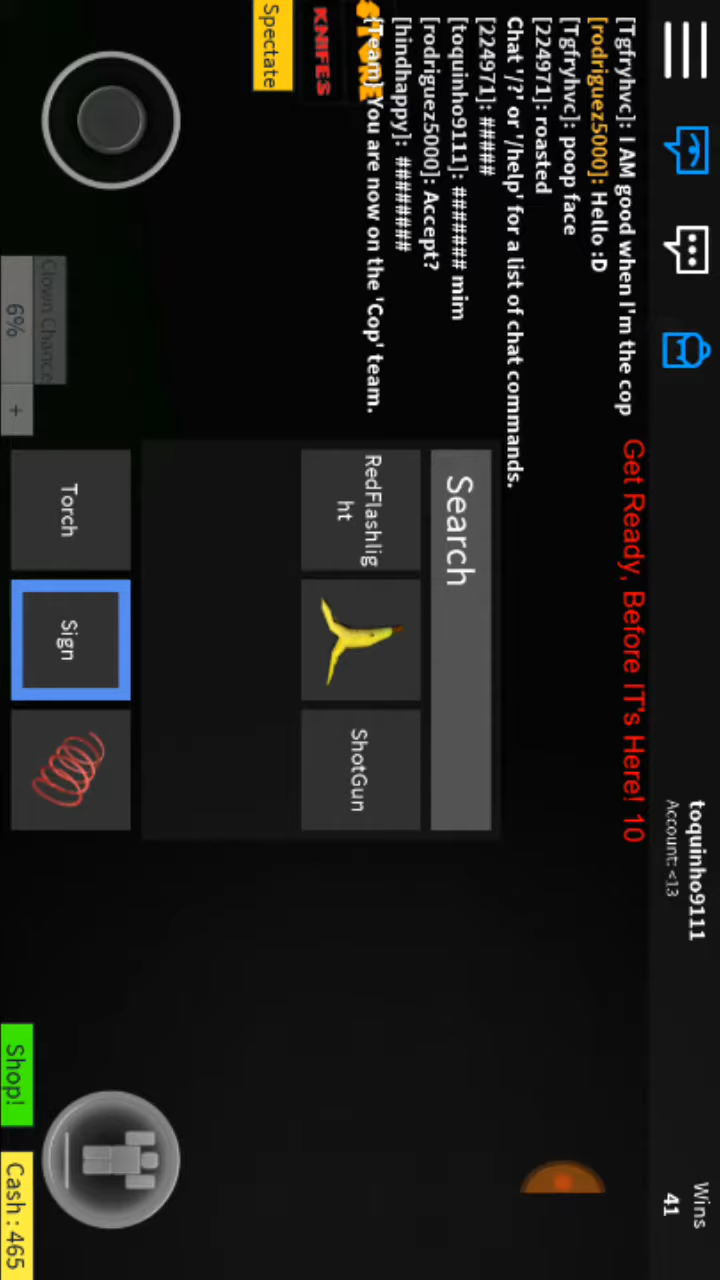 toquinho9111
Account: <13
Wins
41
[Tgfryhvc]: I AM good when I'm the cop
[rodriguez5000]: Hello :D
[Tgfryhvc]: poop face
[224971]: roasted
Chat '/?' or '/help' for a list of chat commands.
[224971]: #####
[toquinho9111]: ####### mim
[rodriguez5000]: Accept?
[hindhappy]: #########
[Team] You are now on the 'Cop' team.
Get Ready, Before IT's Here! 10
STORE
KNIFES
Spectate
Search
RedFlashlig
ht
ShotGun
Clown Chance
6%
+
Torch
Sign
Shop!
Cash : 465